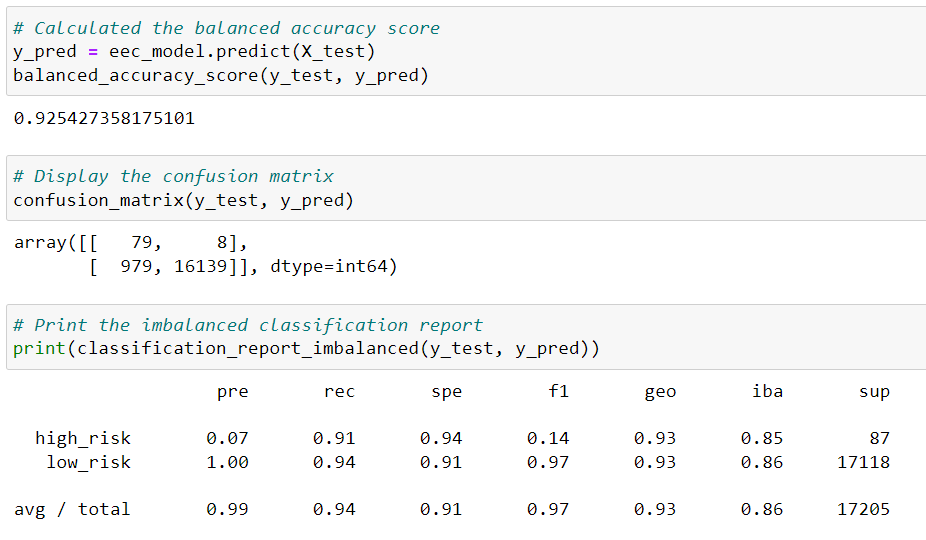 # Calculated the balanced accuracy score
y_pred = eec_model.predict(X_test)
balanced_accuracy_score(y_test, y_pred)
0.925427358175101
# Display the confusion matrix
confusion_matrix(y_test, y_pred)
array([[   79,     8],
       [  979, 16139]], dtype=int64)
# Print the imbalanced classification report
print(classification_report_imbalanced(y_test, y_pred))
                   pre       rec       spe        f1       geo       iba       sup
  high_risk       0.07      0.91      0.94      0.14      0.93      0.85        87
   low_risk       1.00      0.94      0.91      0.97      0.93      0.86     17118
avg / total       0.99      0.94      0.91      0.97      0.93      0.86     17205